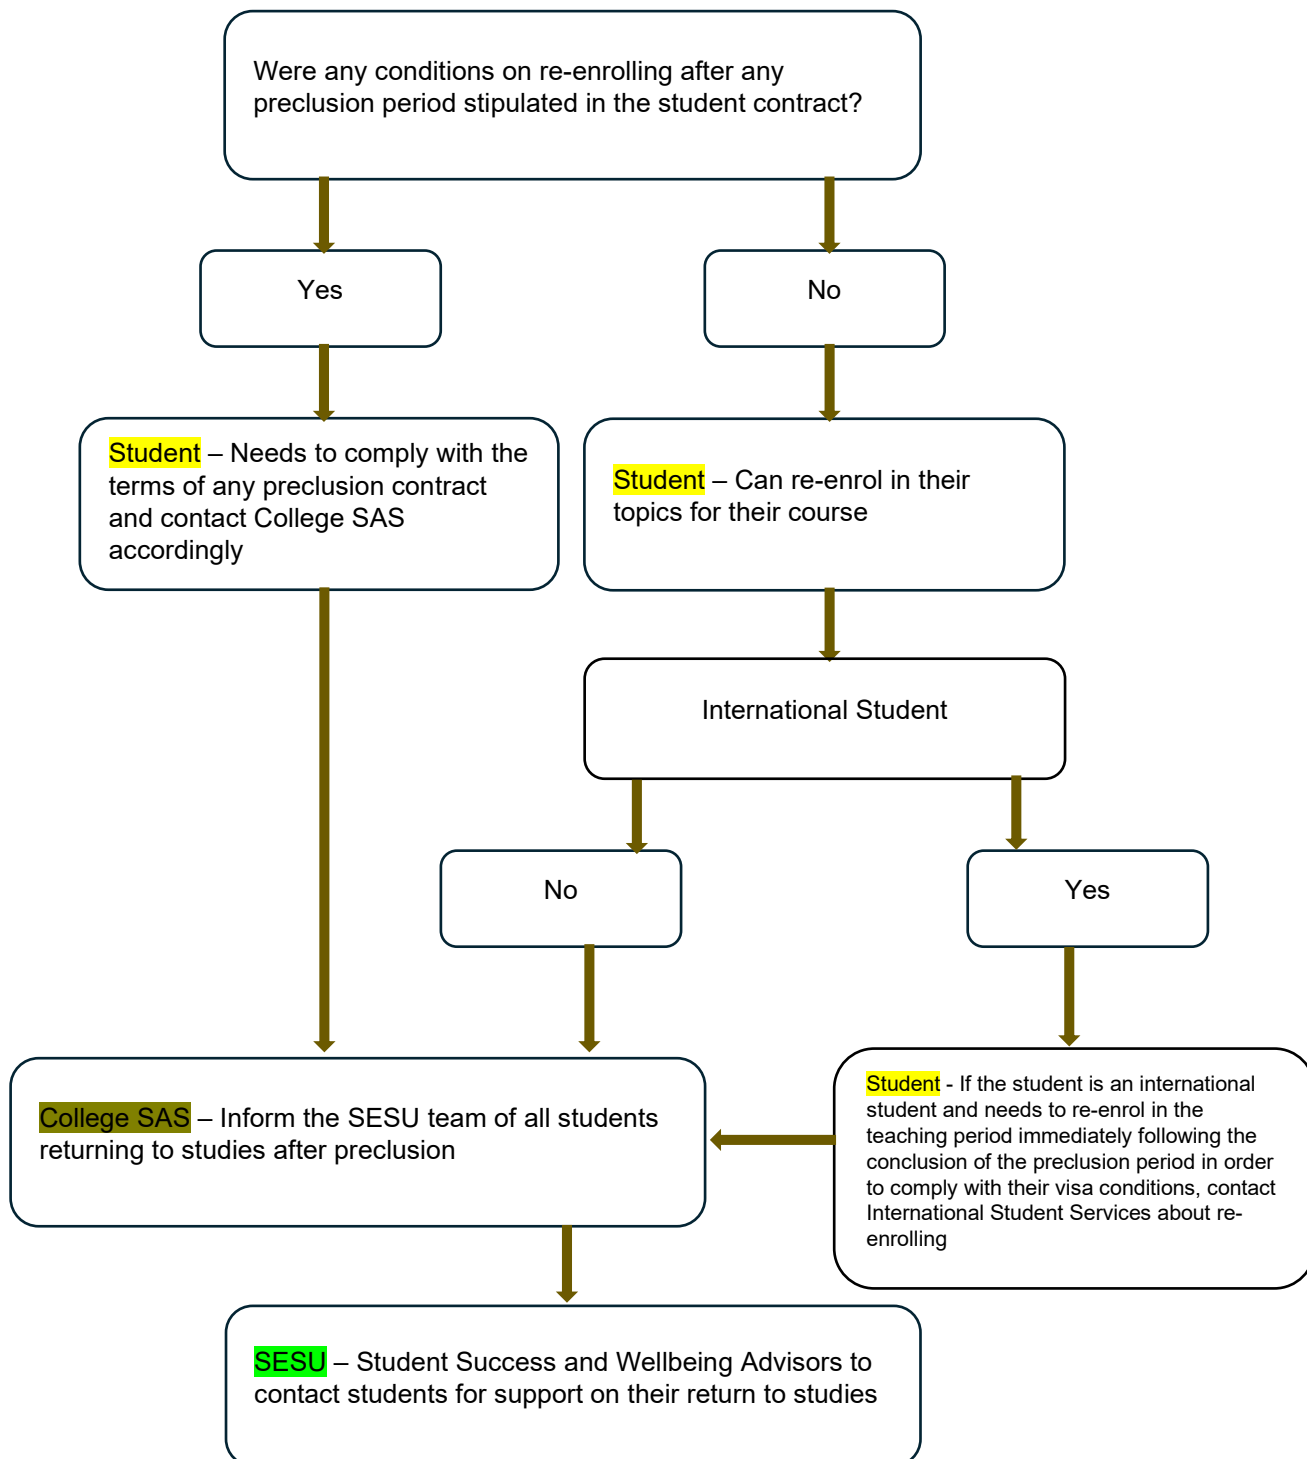 Were any conditions on re-enrolling after any
preclusion period stipulated in the student contract?
Yes
No
Student – Needs to comply with the
terms of any preclusion contract
and contact College SAS
accordingly
Student – Can re-enrol in their
topics for their course
International Student
No
Yes
College SAS – Inform the SESU team of all students
returning to studies after preclusion
Student - If the student is an international
student and needs to re-enrol in the
teaching period immediately following the
conclusion of the preclusion period in order
to comply with their visa conditions, contact
International Student Services about re-
enrolling
SESU – Student Success and Wellbeing Advisors to
contact students for support on their return to studies